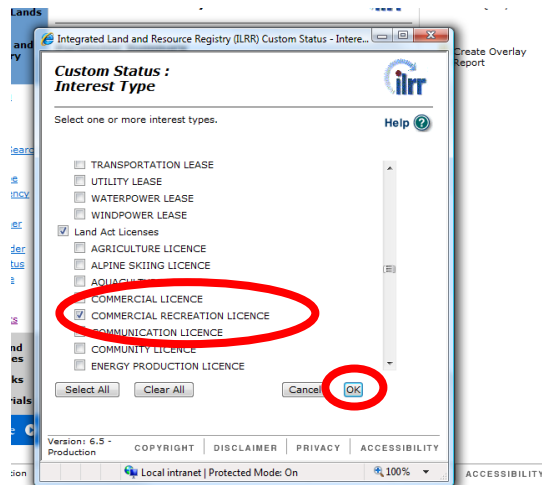 Lands
Integrated Land and Resource Registry (ILRR) Custom Status - Intere...
and
ry
Create Overlay
Report
Custom Status :
Interest Type
ilrr
Select one or more interest types.
Help ?
TRANSPORTATION LEASE
UTILITY LEASE
WATERPOWER LEASE
WINDPOWER LEASE
Land Act Licenses
AGRICULTURE LICENCE
ALPINE SKIING LICENCE
COMMERCIAL LICENCE
COMMERCIAL RECREATION LICENCE
COMMUNICATION LICENCE
COMMUNITY LICENCE
ENERGY PRODUCTION LICENCE
Select All Clear All Cancel OK
Version: 6.5 -
Production
COPYRIGHT DISCLAIMER PRIVACY ACCESSIBILITY
Local intranet | Protected Mode: On 100%
ACCESSIBILITY